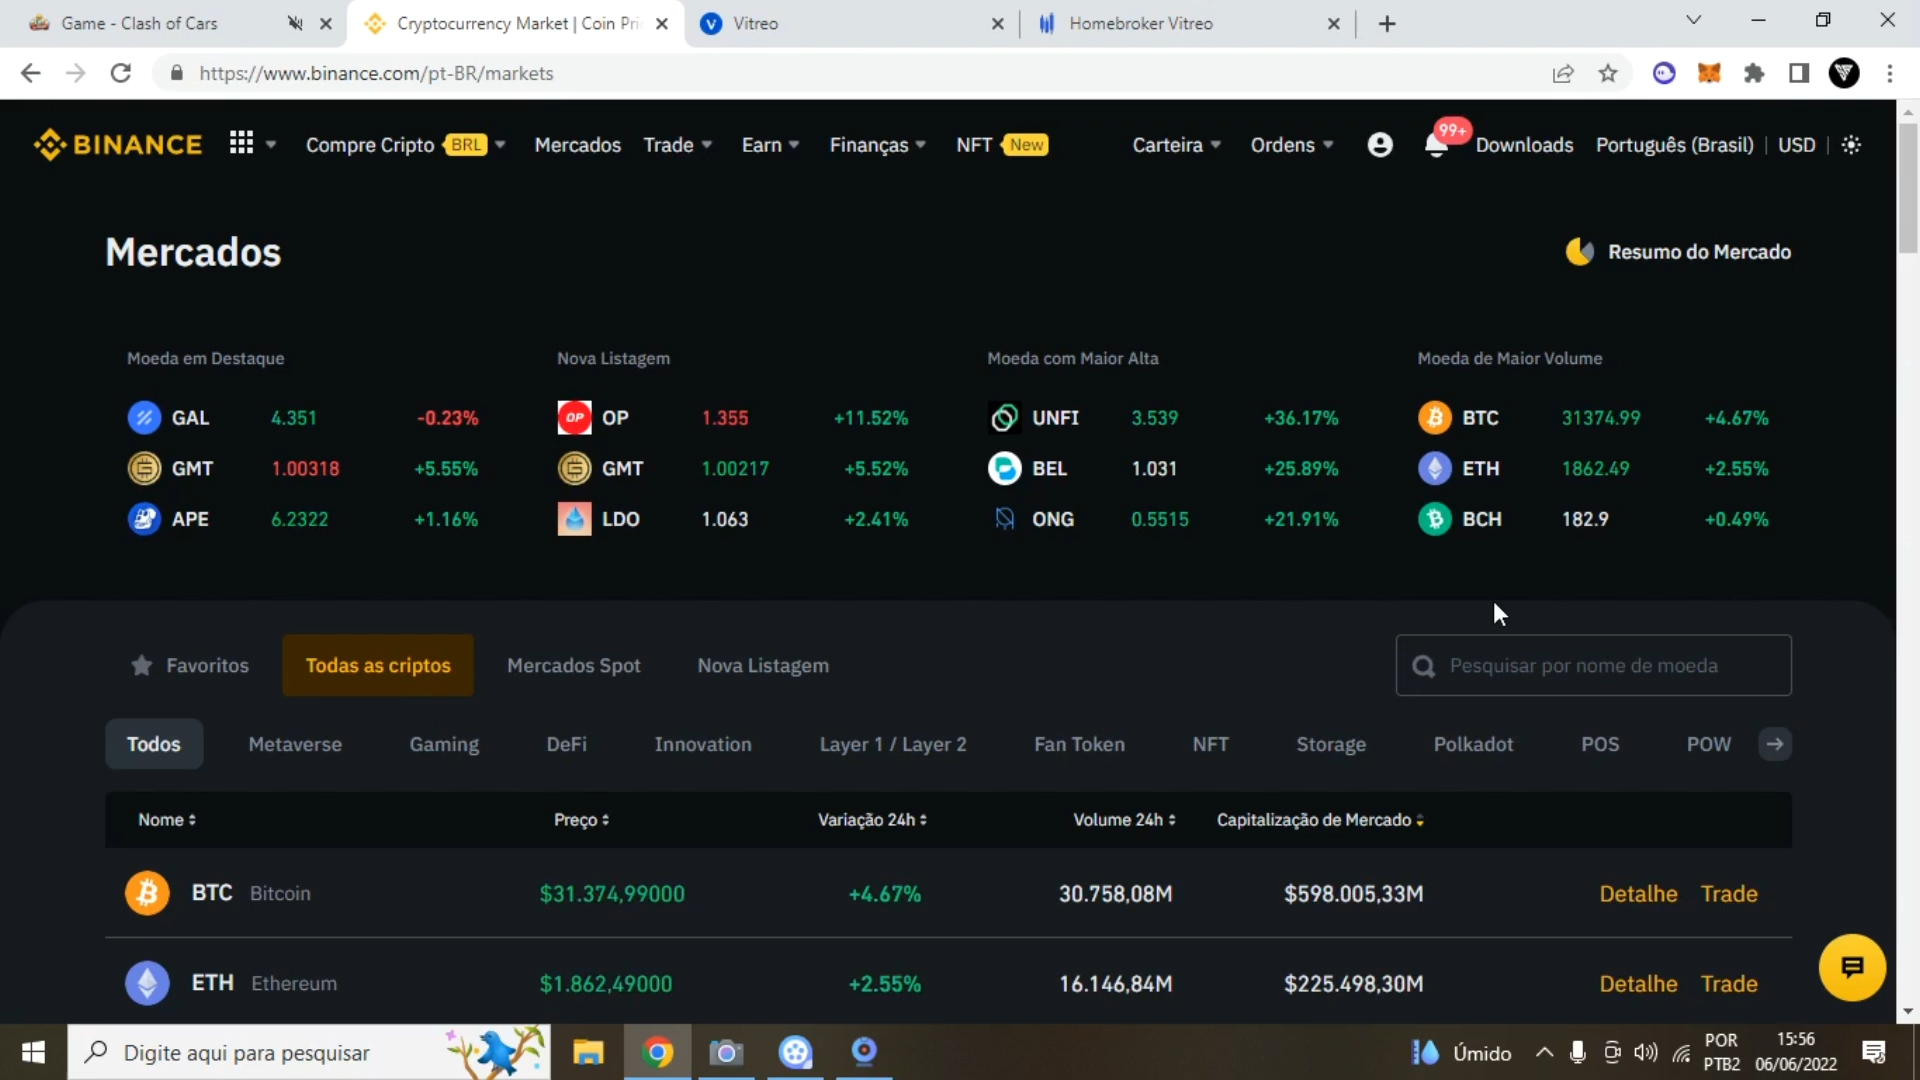 Game - Clash of Cars
Cryptocurrency Market | Coin Pri
Vitreo
Homebroker Vitreo
https://www.binance.com/pt-BR/markets
BINANCE
Compre Cripto BRL
Mercados
Trade
Earn
Finanças
NFT New
Carteira
Ordens
99+
Downloads
Português (Brasil)
USD
Mercados
Resumo do Mercado
Moeda em Destaque
GAL 4.351 -0.23%
GMT 1.00318 +5.55%
APE 6.2322 +1.16%
Nova Listagem
OP OP 1.355 +11.52%
GMT 1.00217 +5.52%
LDO 1.063 +2.41%
Moeda com Maior Alta
UNFI 3.539 +36.17%
BEL 1.031 +25.89%
ONG 0.5515 +21.91%
Moeda de Maior Volume
BTC 31374.99 +4.67%
ETH 1862.49 +2.55%
BCH 182.9 +0.49%
Favoritos
Todas as criptos
Mercados Spot
Nova Listagem
Pesquisar por nome de moeda
Todos
Metaverse
Gaming
DeFi
Innovation
Layer 1 / Layer 2
Fan Token
NFT
Storage
Polkadot
POS
POW
Nome
Preço
Variação 24h
Volume 24h
Capitalização de Mercado
BTC Bitcoin $31.374,99000 +4.67% 30.758,08M $598.005,33M Detalhe Trade
ETH Ethereum $1.862,49000 +2.55% 16.146,84M $225.498,30M Detalhe Trade
Digite aqui para pesquisar
Úmido
POR
PTB2
15:56
06/06/2022